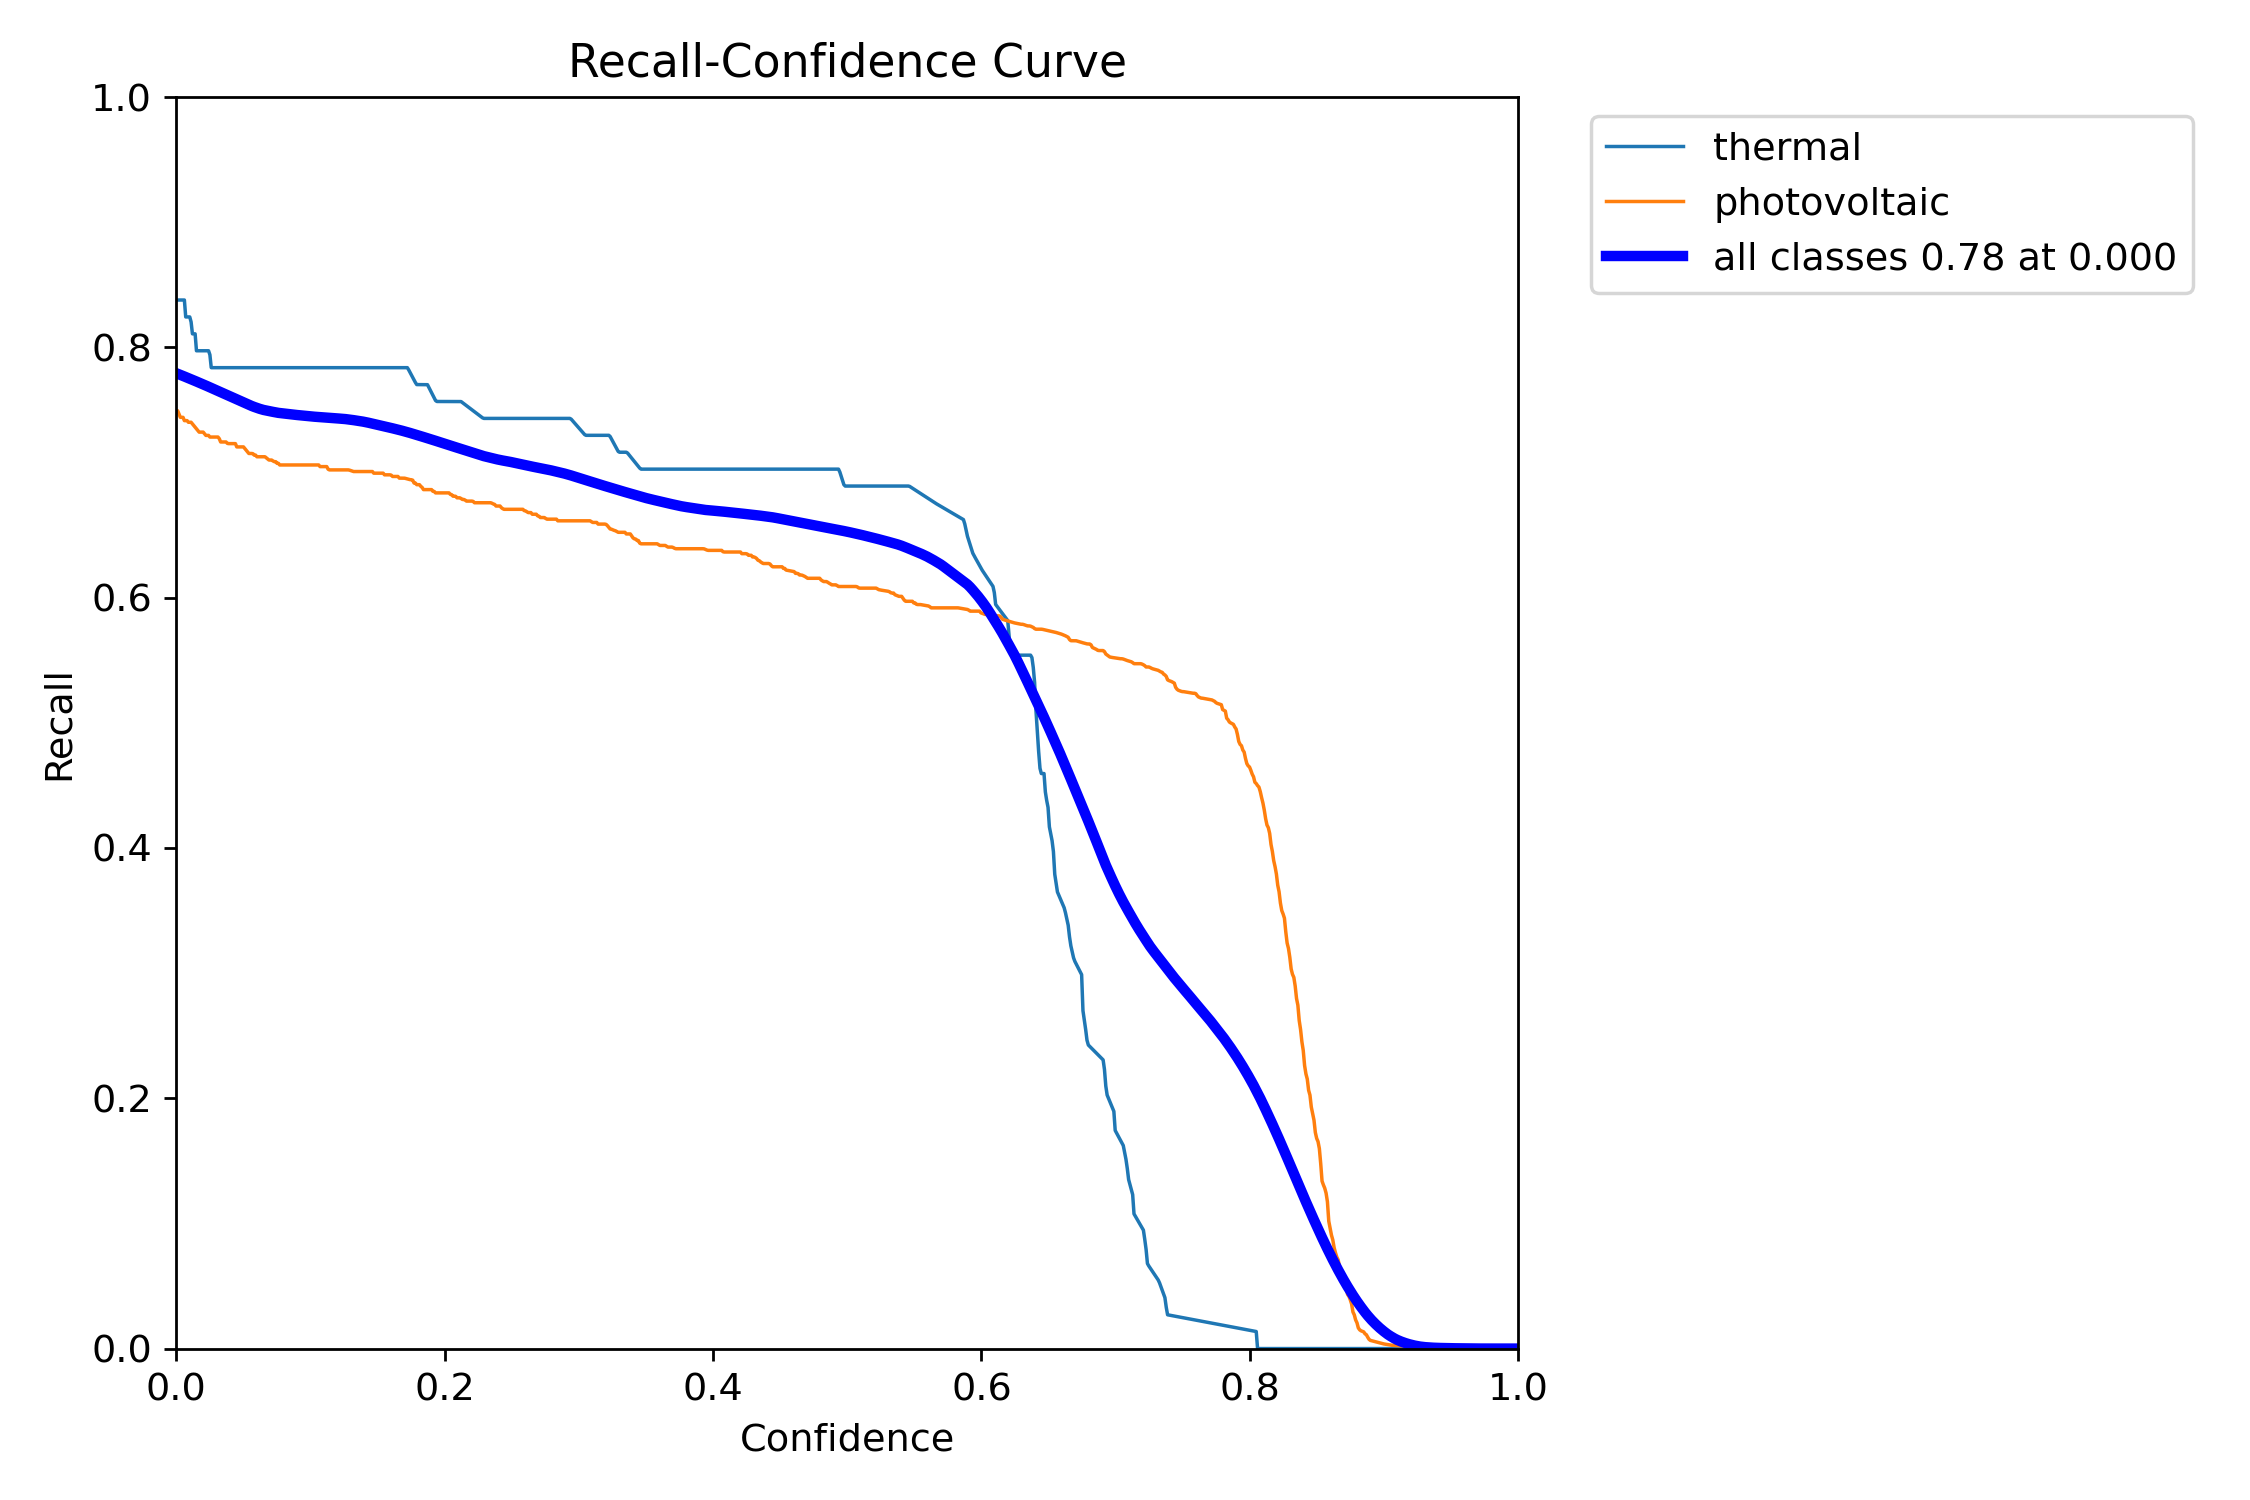 Recall-Confidence Curve
1.0
0.8
0.6
0.4
0.2
0.0
Recall
0.0 0.2 0.4 0.6 0.8 1.0
Confidence
thermal
photovoltaic
all classes 0.78 at 0.000